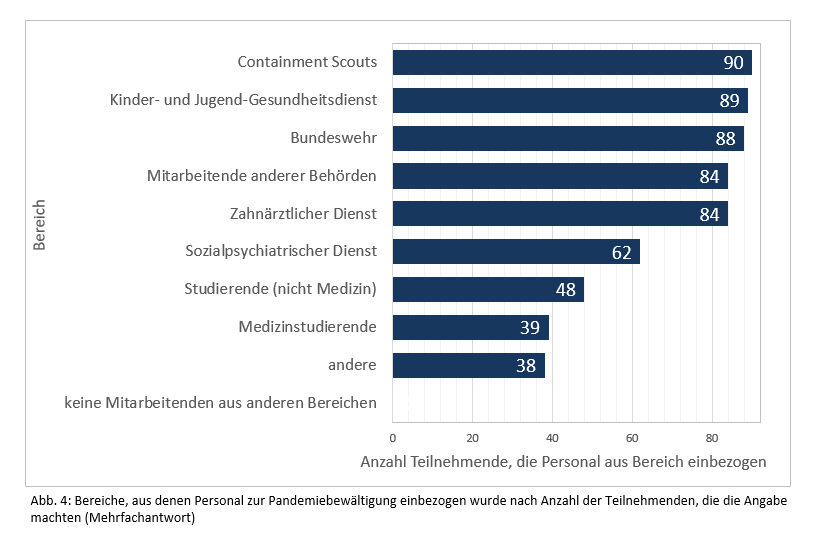 Containment Scouts 90
Kinder- und Jugend-Gesundheitsdienst 89
Bundeswehr 88
Mitarbeitende anderer Behörden 84
Zahnärztlicher Dienst 84
Sozialpsychiatrischer Dienst 62
Studierende (nicht Medizin) 48
Medizinstudierende 39
andere 38
keine Mitarbeitenden aus anderen Bereichen
Bereich
0 20 40 60 80
Anzahl Teilnehmende, die Personal aus Bereich einbezogen
Abb. 4: Bereiche, aus denen Personal zur Pandemiebewältigung einbezogen wurde nach Anzahl der Teilnehmenden, die die Angabe
machten (Mehrfachantwort)